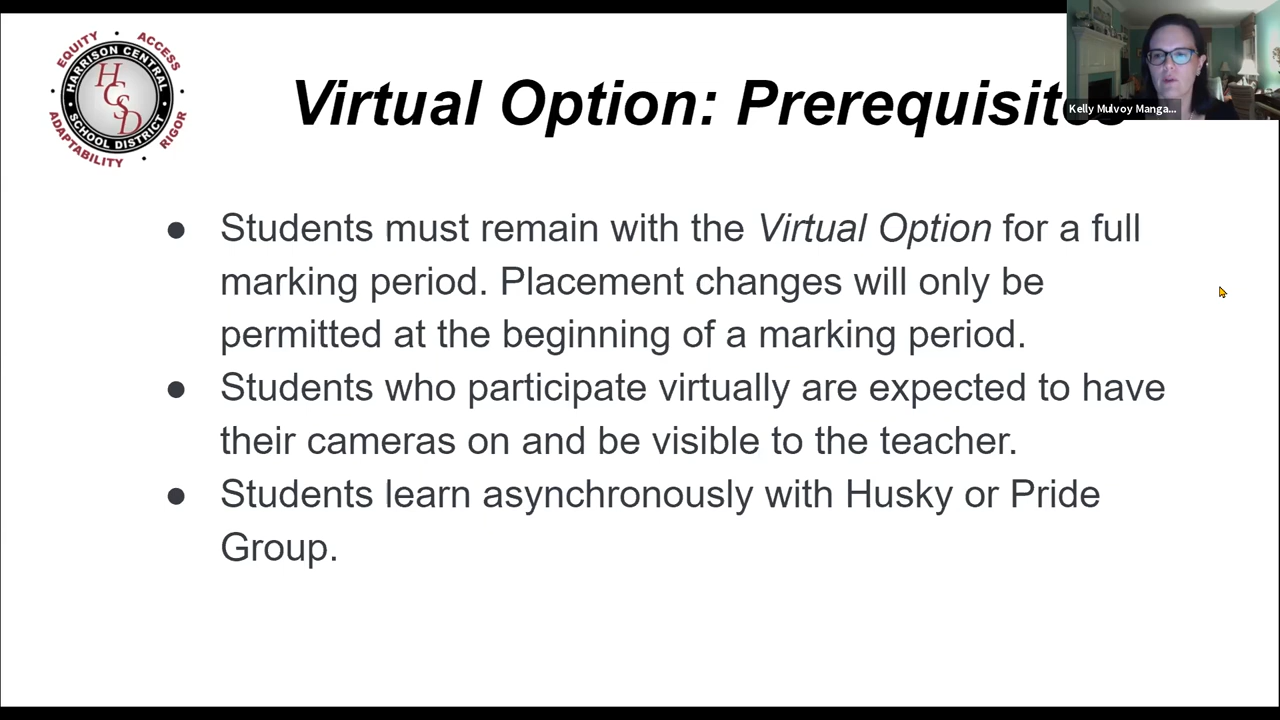 EQUITY ACCESS
HARRISON CENTRAL
HCSD
SCHOOL DISTRICT
ADAPTABILITY RIGOR
Virtual Option: Prerequisites
Kelly Mulvoy Manga...
● Students must remain with the Virtual Option for a full
marking period. Placement changes will only be
permitted at the beginning of a marking period.
● Students who participate virtually are expected to have
their cameras on and be visible to the teacher.
● Students learn asynchronously with Husky or Pride
Group.